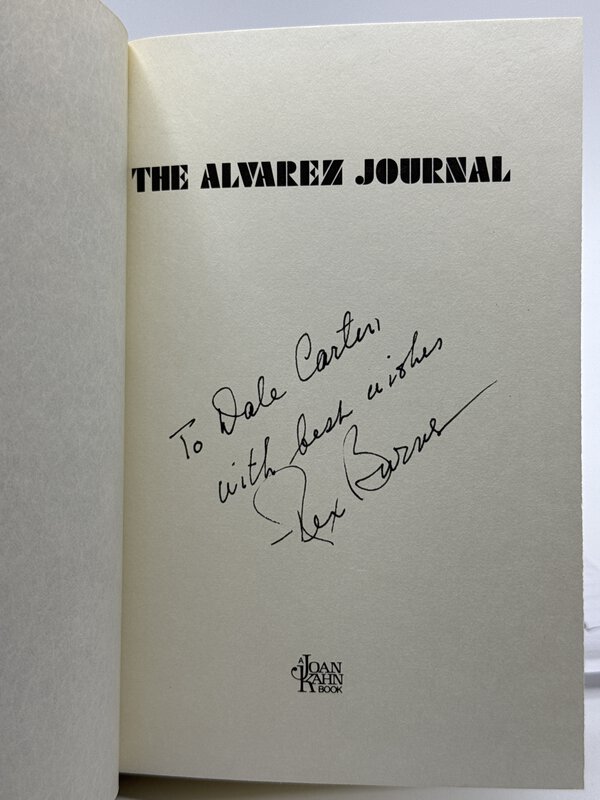 THE ALVAREZ JOURNAL
To Dale Carter,
with best wishes
Rex Burns
A
JOAN
KAHN
BOOK